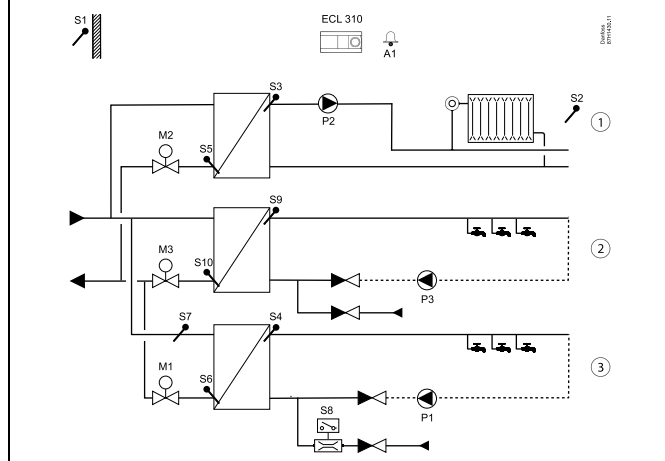 S1
ECL 310
A1
Danfoss
87H1430.11
S3
P2
S2
1
M2
S5
S9
M3
S10
P3
2
S7
S4
M1
S6
S8
P1
3